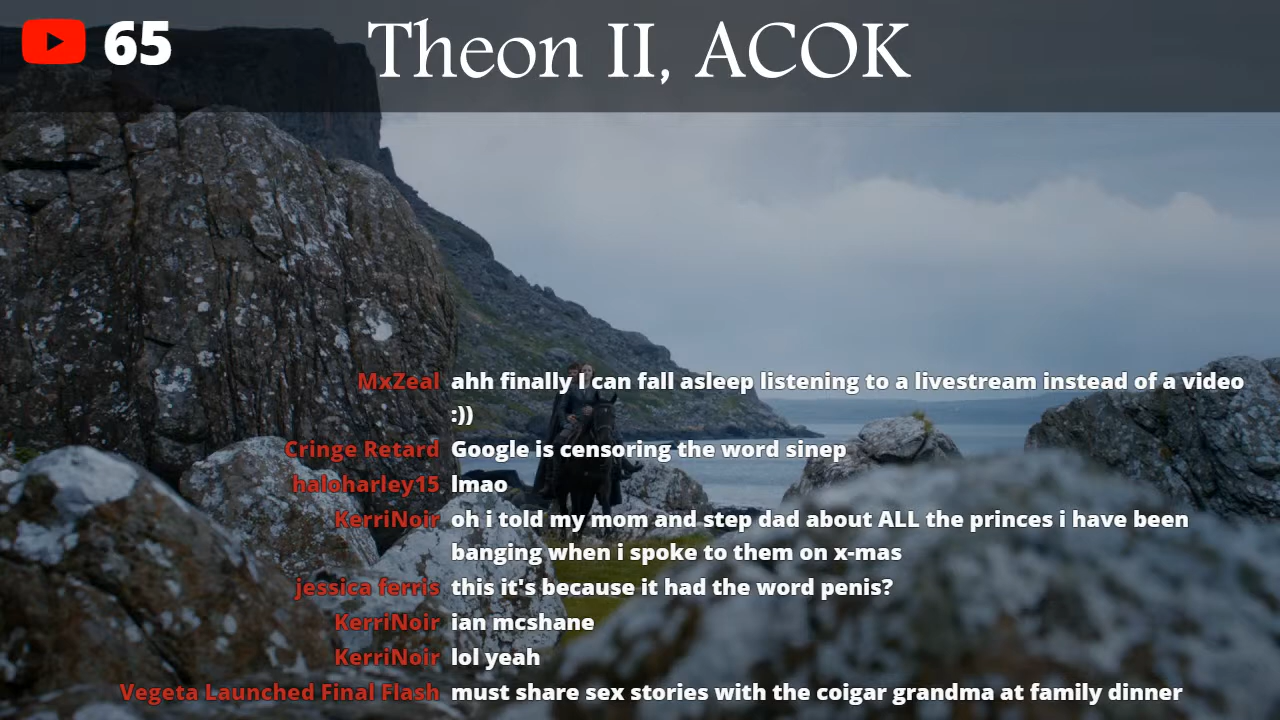 65
Theon II, ACOK
MxZeal ahh finally I can fall asleep listening to a livestream instead of a video
:))
Cringe Retard Google is censoring the word sinep
haloharley15 lmao
KerriNoir oh i told my mom and step dad about ALL the princes i have been
banging when i spoke to them on x-mas
jessica ferris this it's because it had the word penis?
KerriNoir ian mcshane
KerriNoir lol yeah
Vegeta Launched Final Flash must share sex stories with the coigar grandma at family dinner